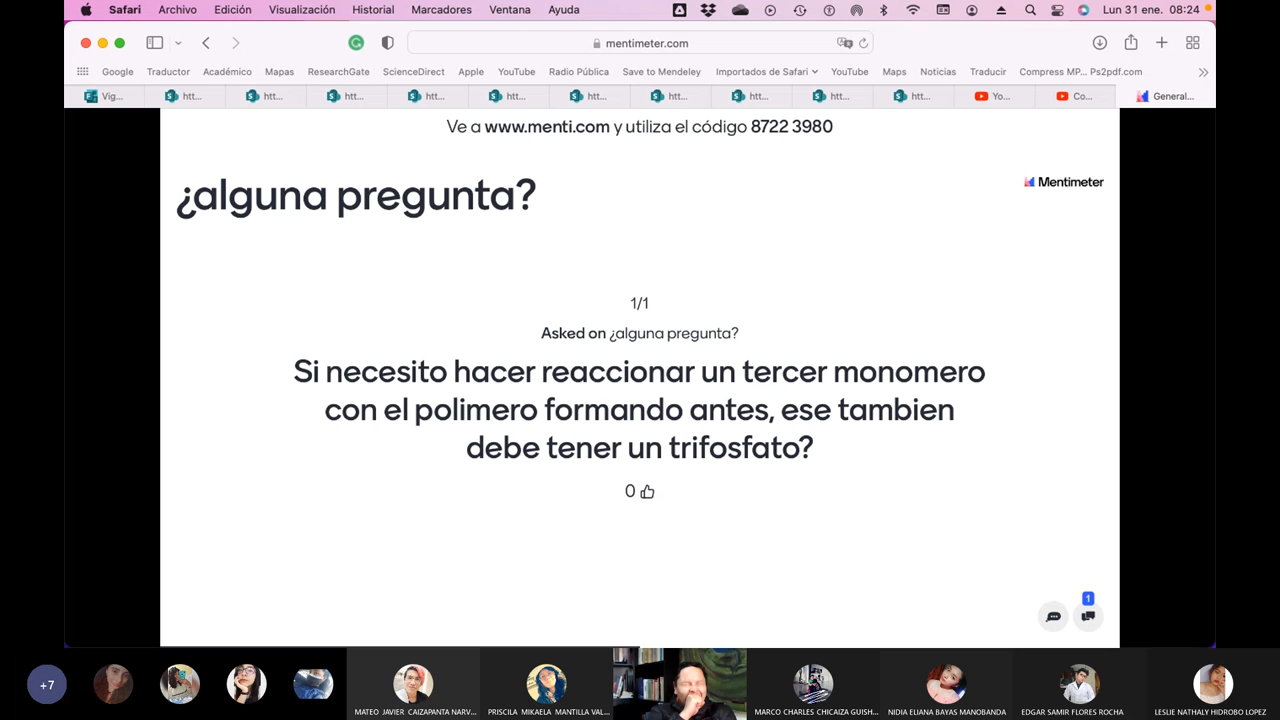 Safari Archivo Edición Visualización Historial Marcadores Ventana Ayuda Lun 31 ene. 08:24
mentimeter.com
Google Traductor Académico Mapas ResearchGate ScienceDirect Apple YouTube Radio Pública Save to Mendeley Importados de Safari YouTube Maps Noticias Traducir Compress MP... Ps2pdf.com
Vig... htt... htt... htt... htt... htt... htt... htt... htt... htt... htt... Yo... Co... General...
Ve a www.menti.com y utiliza el código 8722 3980
¿alguna pregunta?
Mentimeter
1/1
Asked on ¿alguna pregunta?
Si necesito hacer reaccionar un tercer monomero
con el polimero formando antes, ese tambien
debe tener un trifosfato?
0
1
+7
MATEO JAVIER CAIZAPANTA NARV... PRISCILA MIKAELA MANTILLA VAL... MARCO CHARLES CHICAIZA GUISH... NIDIA ELIANA BAYAS MANOBANDA EDGAR SAMIR FLORES ROCHA LESLIE NATHALY HIDROBO LOPEZ